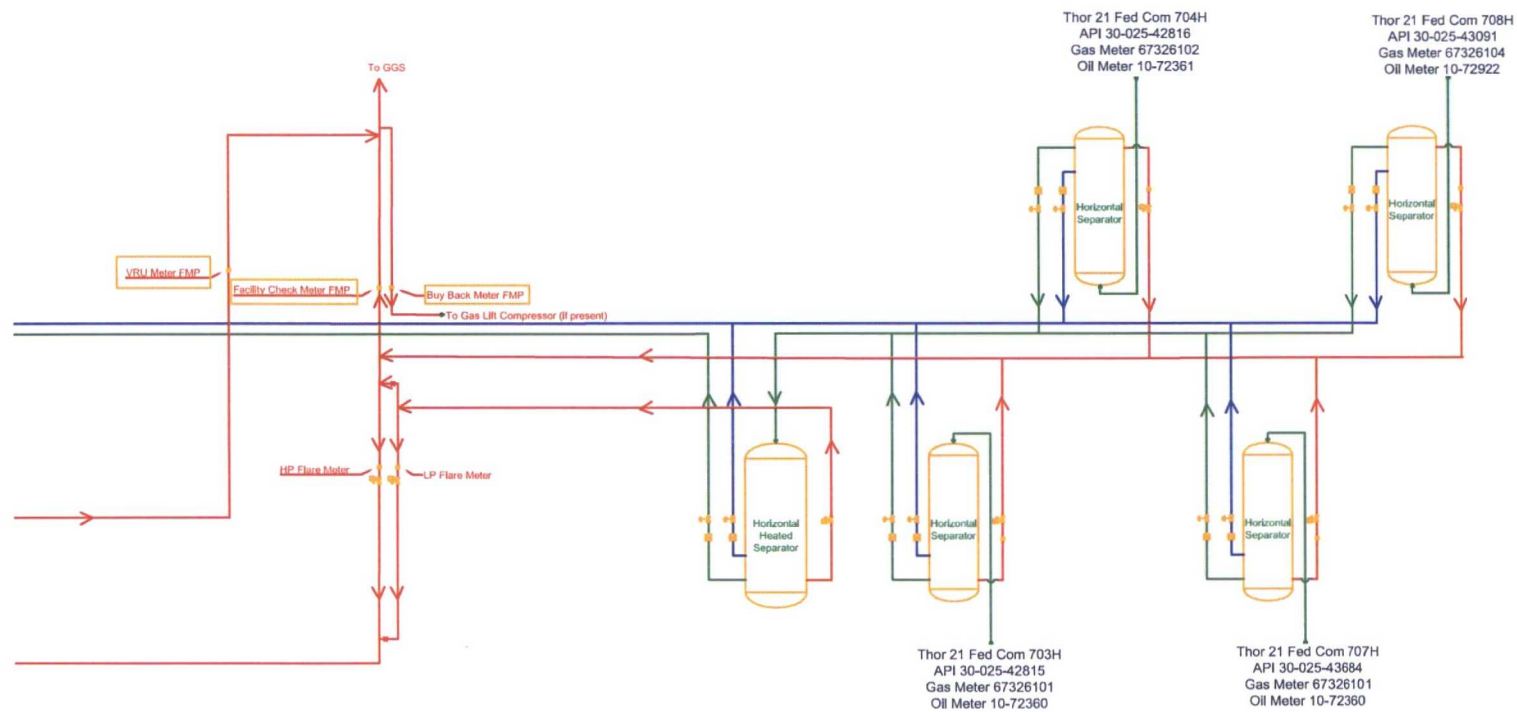 Thor 21 Fed Com 704H
API 30-025-42816
Gas Meter 67326102
Oil Meter 10-72361
Thor 21 Fed Com 708H
API 30-025-43091
Gas Meter 67326104
Oil Meter 10-72922
To GGS
Horizontal
Separator
Horizontal
Separator
VRU Meter FMP
Facility Check Meter FMP
Buy Back Meter FMP
To Gas Lift Compressor (if present)
HP Flare Meter
LP Flare Meter
Horizontal
Heated
Separator
Horizontal
Separator
Horizontal
Separator
Thor 21 Fed Com 703H
API 30-025-42815
Gas Meter 67326101
Oil Meter 10-72360
Thor 21 Fed Com 707H
API 30-025-43684
Gas Meter 67326101
Oil Meter 10-72360